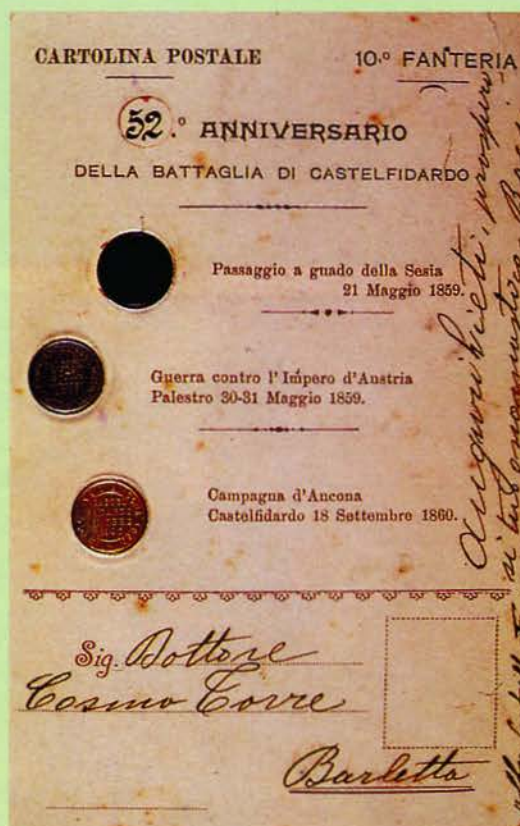 CARTOLINA POSTALE
10.º FANTERIA
52.º ANNIVERSARIO
DELLA BATTAGLIA DI CASTELFIDARDO
Passaggio a guado della Sesia
21 Maggio 1859.
Guerra contro l'Impero d'Austria
Palestro 30-31 Maggio 1859.
Campagna d'Ancona
Castelfidardo 18 Settembre 1860.
Sig. Dottore
Cosmo Torre
Barletta
Auguri lieti, prosperi